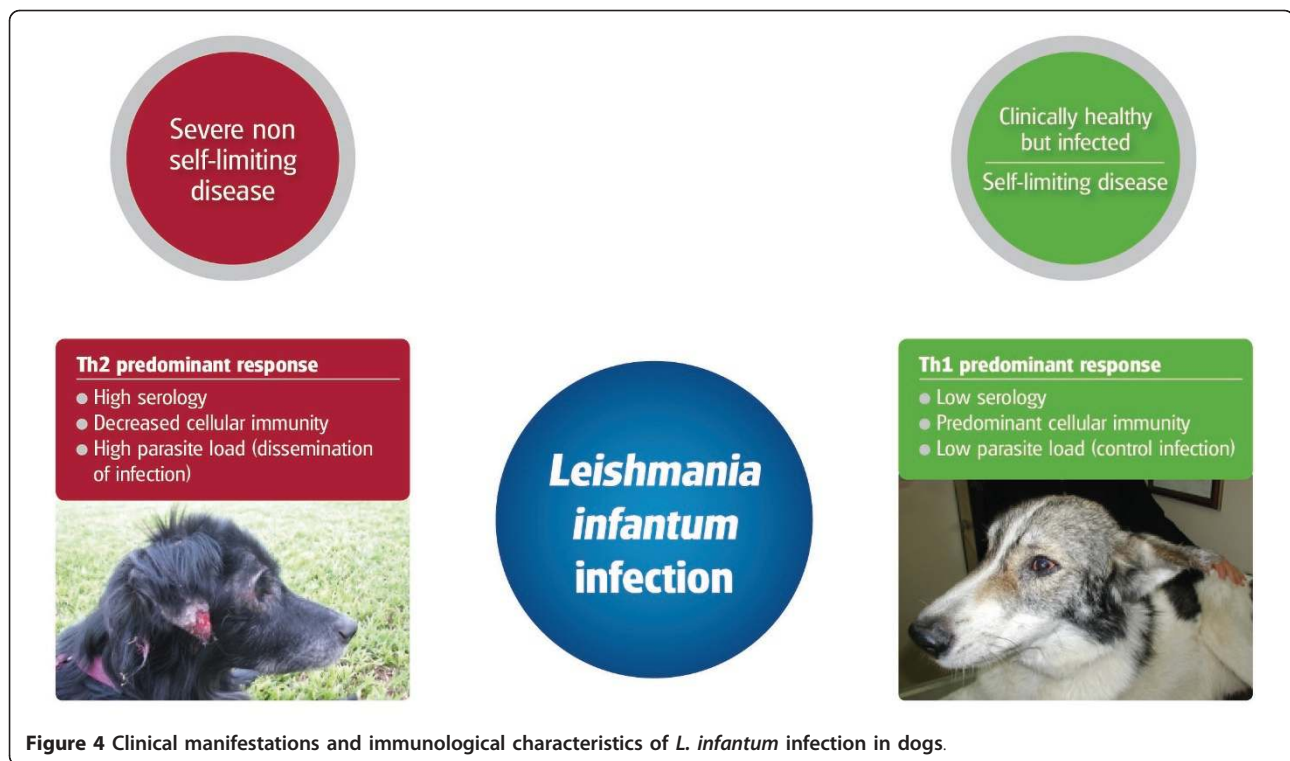 Severe non
self-limiting
disease
Clinically healthy
but infected
Self-limiting disease
Th2 predominant response
● High serology
● Decreased cellular immunity
● High parasite load (dissemination
of infection)
Leishmania
infantum
infection
Th1 predominant response
● Low serology
● Predominant cellular immunity
● Low parasite load (control infection)
Figure 4 Clinical manifestations and immunological characteristics of L. infantum infection in dogs.